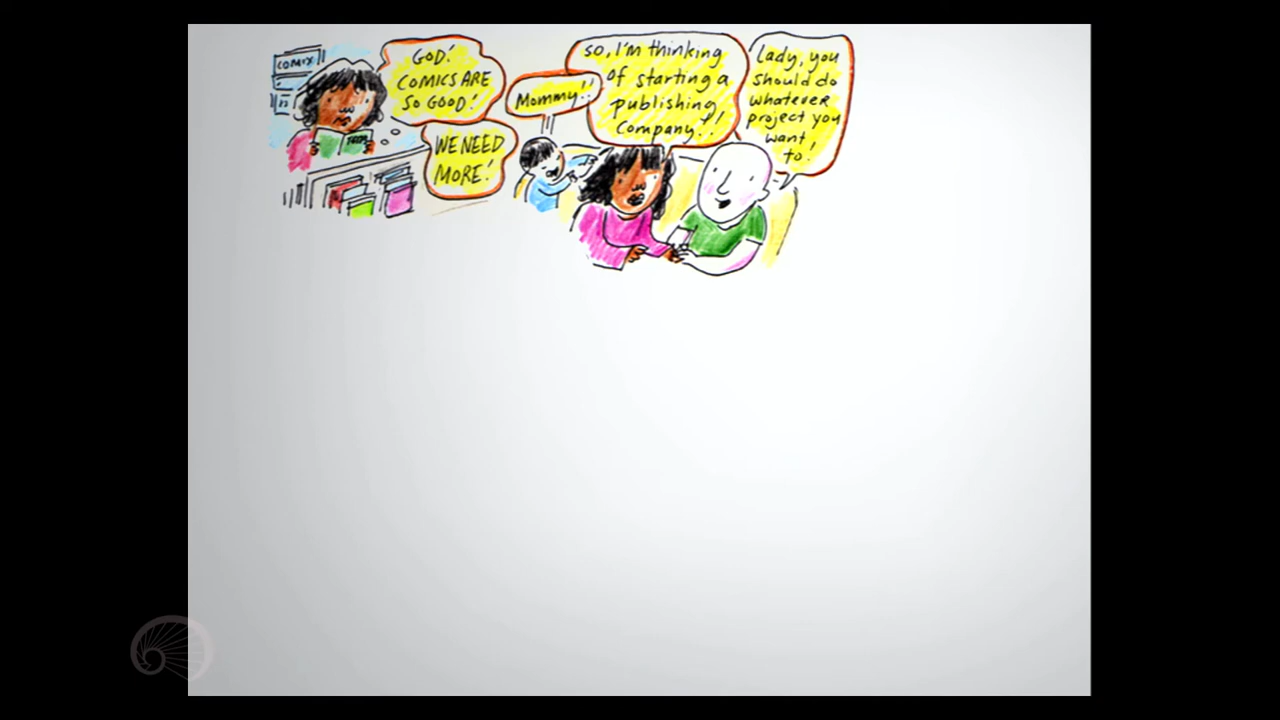 COMIX
GOD!
COMICS ARE
SO GOOD!
WE NEED
MORE!
Mommy!!
so, I'm thinking
of starting a
publishing
company!!
Lady, you
should do
whatever
project you
want
to!